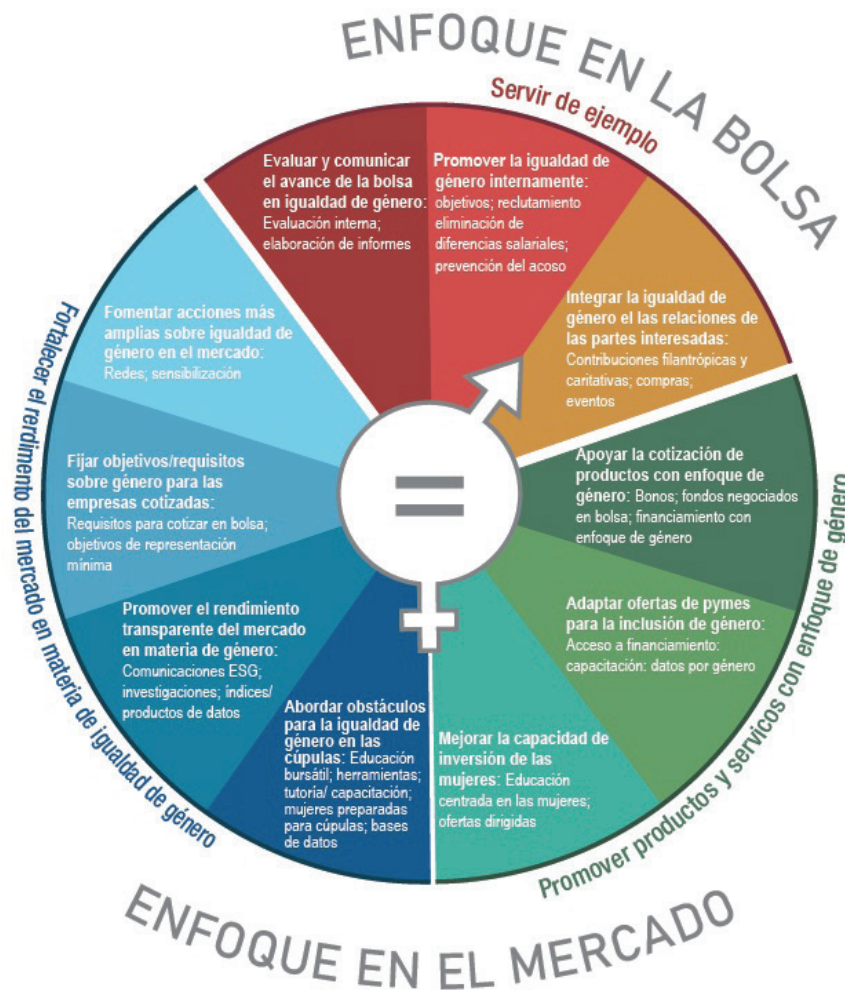 ENFOQUE EN LA BOLSA
Servir de ejemplo
Evaluar y comunicar
el avance de la bolsa
en igualdad de género:
Evaluación interna;
elaboración de informes
Promover la igualdad de
género internamente:
objetivos; reclutamiento
eliminación de
diferencias salariales;
prevención del acoso
Integrar la igualdad de
género el las relaciones de
las partes interesadas:
Contribuciones filantrópicas y
caritativas; compras;
eventos
Apoyar la cotización de
productos con enfoque de
género: Bonos; fondos negociados
en bolsa; financiamiento con
enfoque de género
Adaptar ofertas de pymes
para la inclusión de género:
Acceso a financiamiento:
capacitación: datos por género
Mejorar la capacidad de
inversión de las
mujeres: Educación
centrada en las mujeres;
ofertas dirigidas
Promover productos y servicos con enfoque de género
Abordar obstáculos
para la igualdad de
género en las
cúpulas: Educación
bursátil; herramientas;
tutoría/ capacitación;
mujeres preparadas
para cúpulas; bases
de datos
Promover el rendimiento
transparente del mercado
en materia de género:
Comunicaciones ESG;
investigaciones; índices/
productos de datos
Fijar objetivos/requisitos
sobre género para las
empresas cotizadas:
Requisitos para cotizar en bolsa;
objetivos de representación
mínima
Fomentar acciones más
amplias sobre igualdad de
género en el mercado:
Redes; sensibilización
Fortalecer el rerdimento del mercado en materia de igualdad de género
=
ENFOQUE EN EL MERCADO